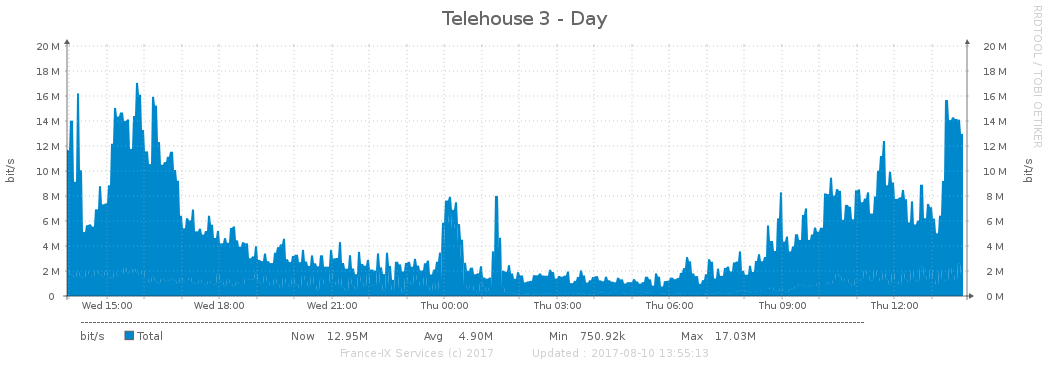 Telehouse 3 - Day
RRDTOOL / TOBI OETIKER
bit/s
bit/s
20 M 20 M
18 M 18 M
16 M 16 M
14 M 14 M
12 M 12 M
10 M 10 M
8 M 8 M
6 M 6 M
4 M 4 M
2 M 2 M
0 0 M
Wed 15:00 Wed 18:00 Wed 21:00 Thu 00:00 Thu 03:00 Thu 06:00 Thu 09:00 Thu 12:00
bit/s Total Now 12.95M Avg 4.90M Min 750.92k Max 17.03M
France-IX Services (c) 2017 Updated : 2017-08-10 13:55:13